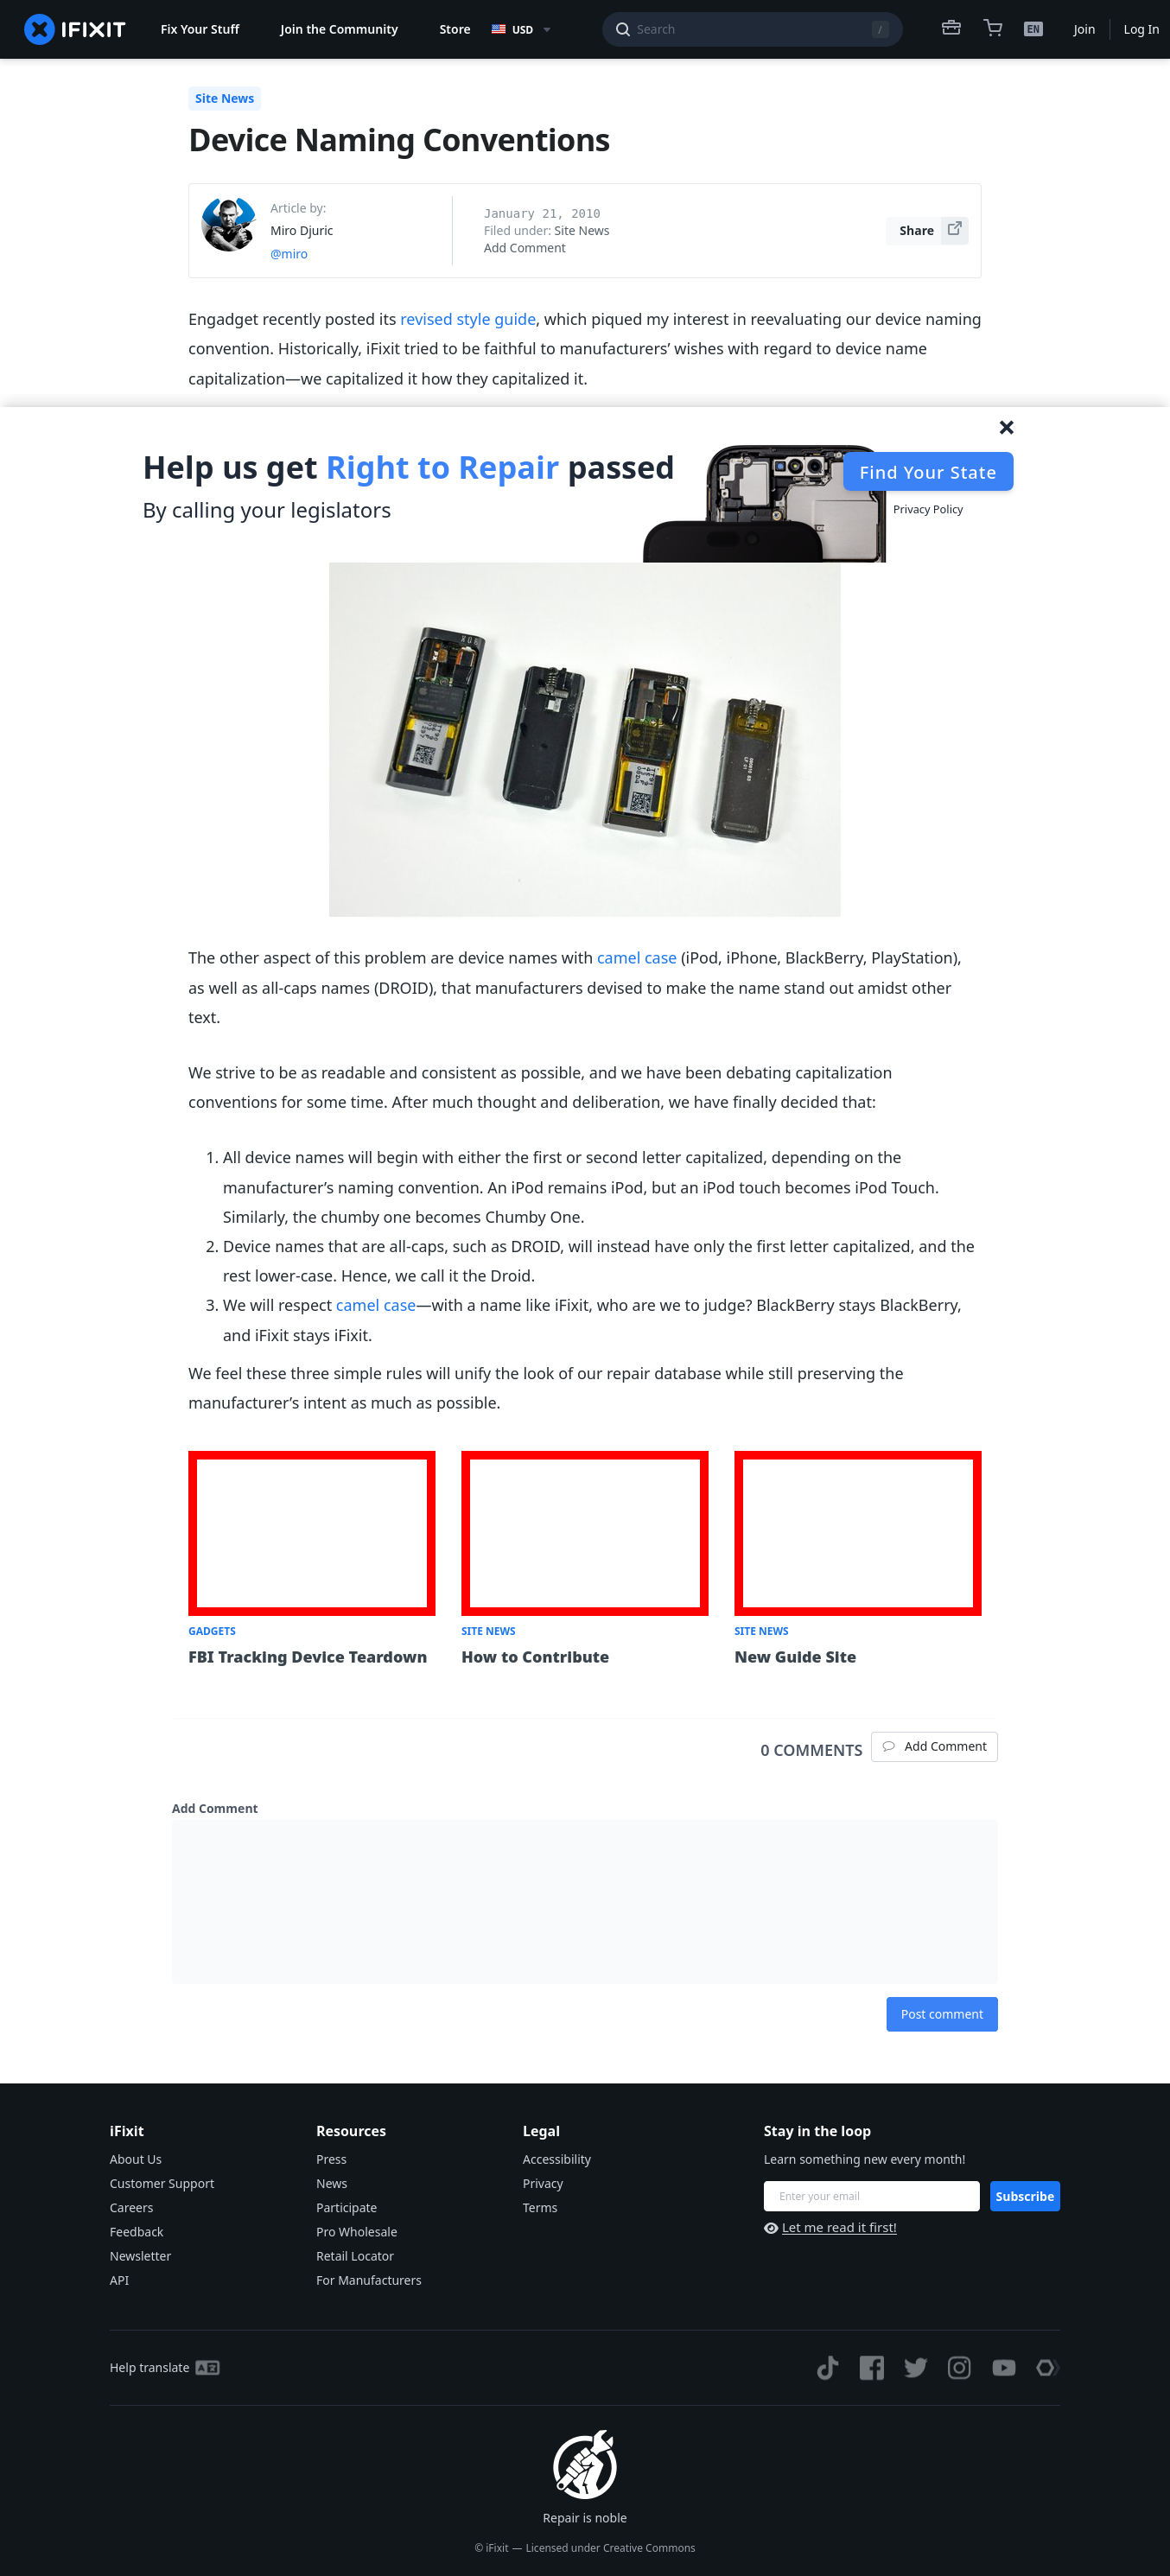 IFIXIT
Fix Your Stuff
Join the Community
Store
USD
Search
/
EN
Join
Log In
Site News
Device Naming Conventions
Article by:
Miro Djuric
@miro
January 21, 2010
Filed under: Site News
Add Comment
Share
Engadget recently posted its revised style guide, which piqued my interest in reevaluating our device naming
convention. Historically, iFixit tried to be faithful to manufacturers’ wishes with regard to device name
capitalization—we capitalized it how they capitalized it.
Help us get Right to Repair passed
By calling your legislators
Find Your State
Privacy Policy
The other aspect of this problem are device names with camel case (iPod, iPhone, BlackBerry, PlayStation),
as well as all-caps names (DROID), that manufacturers devised to make the name stand out amidst other
text.
We strive to be as readable and consistent as possible, and we have been debating capitalization
conventions for some time. After much thought and deliberation, we have finally decided that:
1. All device names will begin with either the first or second letter capitalized, depending on the
manufacturer’s naming convention. An iPod remains iPod, but an iPod touch becomes iPod Touch.
Similarly, the chumby one becomes Chumby One.
2. Device names that are all-caps, such as DROID, will instead have only the first letter capitalized, and the
rest lower-case. Hence, we call it the Droid.
3. We will respect camel case—with a name like iFixit, who are we to judge? BlackBerry stays BlackBerry,
and iFixit stays iFixit.
We feel these three simple rules will unify the look of our repair database while still preserving the
manufacturer’s intent as much as possible.
GADGETS
FBI Tracking Device Teardown
SITE NEWS
How to Contribute
SITE NEWS
New Guide Site
0 COMMENTS
Add Comment
Add Comment
Post comment
iFixit
About Us
Customer Support
Careers
Feedback
Newsletter
API
Resources
Press
News
Participate
Pro Wholesale
Retail Locator
For Manufacturers
Legal
Accessibility
Privacy
Terms
Stay in the loop
Learn something new every month!
Enter your email
Subscribe
Let me read it first!
Help translate
Repair is noble
© iFixit — Licensed under Creative Commons